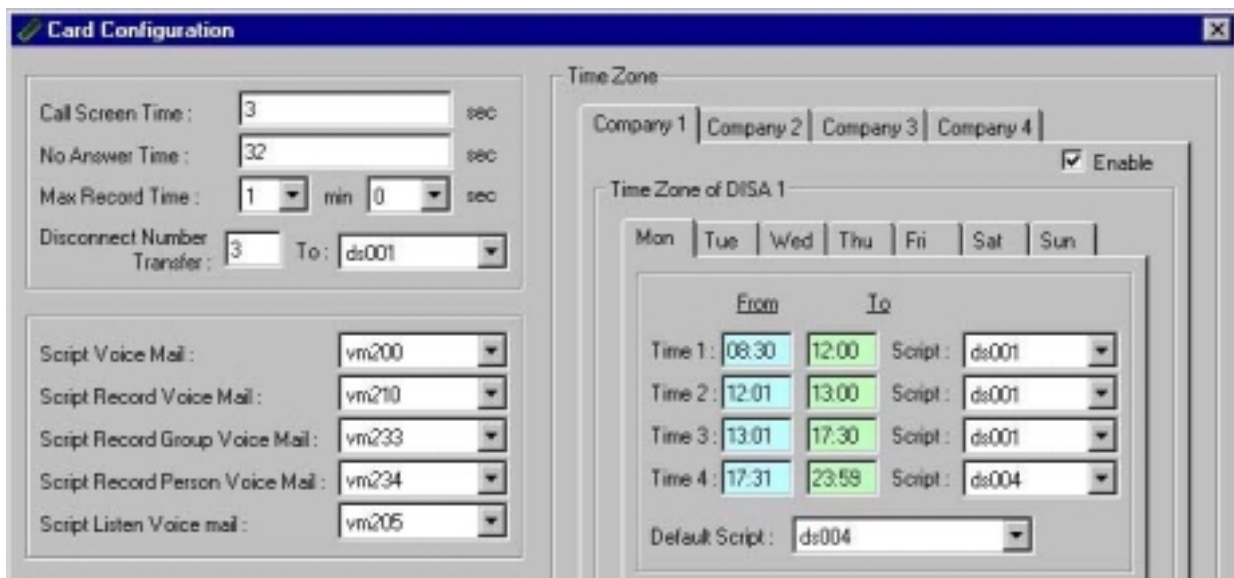 Card Configuration
Call Screen Time : 3 sec
No Answer Time : 32 sec
Max Record Time : 1 min 0 sec
Disconnect Number
Transfer : 3 To : ds001
Script Voice Mail : vm200
Script Record Voice Mail : vm210
Script Record Group Voice Mail : vm233
Script Record Person Voice Mail : vm234
Script Listen Voice mail : vm205
Time Zone
Company 1 Company 2 Company 3 Company 4
Enable
Time Zone of DISA 1
Mon Tue Wed Thu Fri Sat Sun
From To
Time 1 : 08:30 12:00 Script : ds001
Time 2 : 12:01 13:00 Script : ds001
Time 3 : 13:01 17:30 Script : ds001
Time 4 : 17:31 23:59 Script : ds004
Default Script : ds004